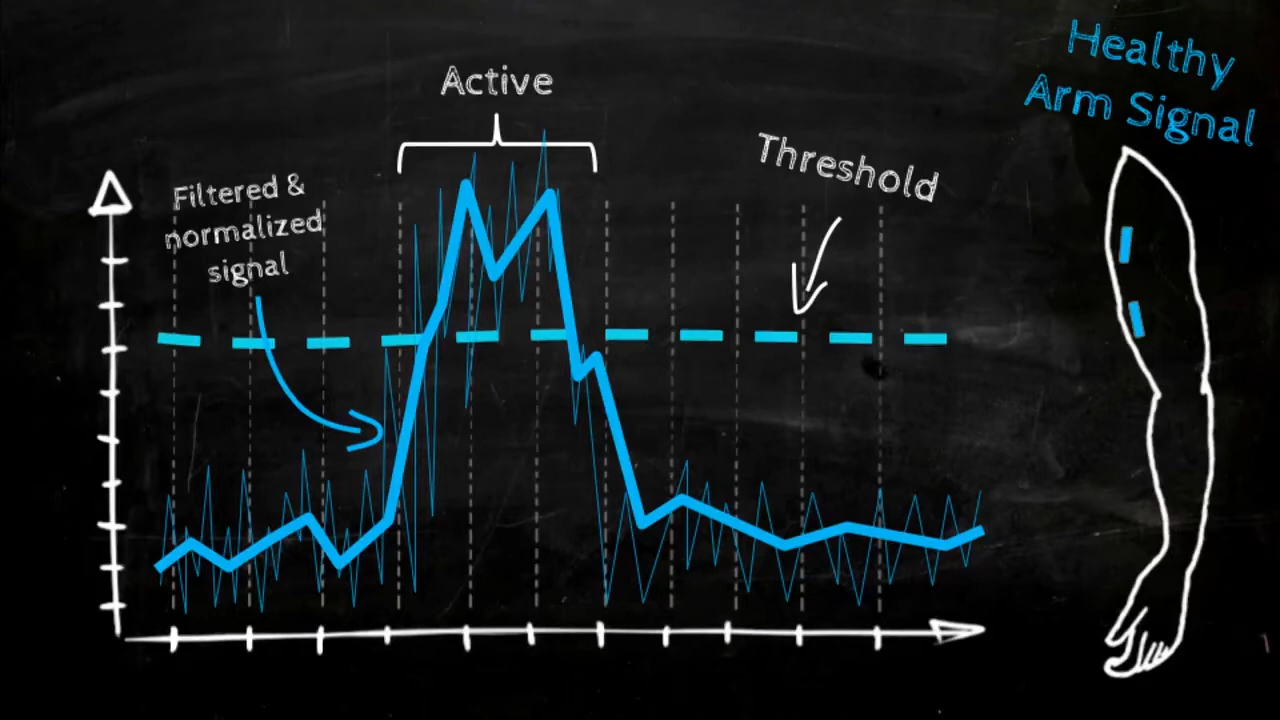 Healthy
Arm Signal
Active
Threshold
Filtered &
normalized
signal